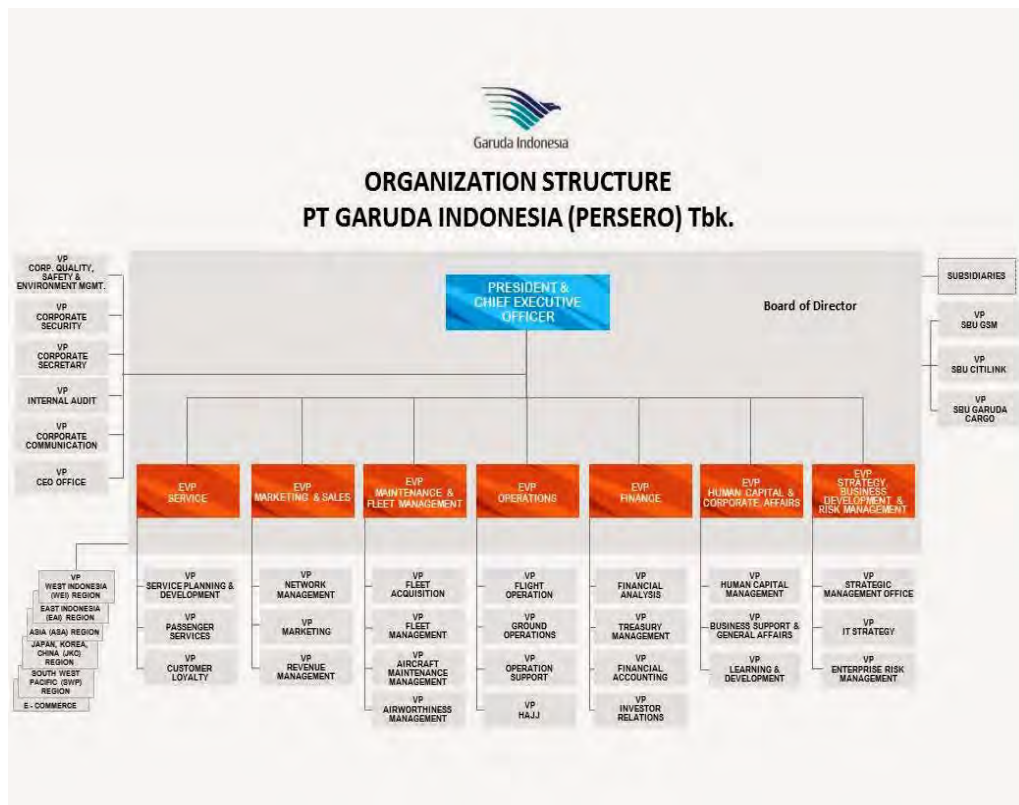 Garuda Indonesia
ORGANIZATION STRUCTURE
PT GARUDA INDONESIA (PERSERO) Tbk.
VP
CORP. QUALITY,
SAFETY &
ENVIRONMENT MGMT.
VP
CORPORATE
SECURITY
VP
CORPORATE
SECRETARY
VP
INTERNAL AUDIT
VP
CORPORATE
COMMUNICATION
VP
CEO OFFICE
PRESIDENT &
CHIEF EXECUTIVE
OFFICER
Board of Director
SUBSIDIARIES
VP
SBU GSM
VP
SBU CITILINK
VP
SBU GARUDA
CARGO
EVP
SERVICE
EVP
MARKETING & SALES
EVP
MAINTENANCE &
FLEET MANAGEMENT
EVP
OPERATIONS
EVP
FINANCE
EVP
HUMAN CAPITAL &
CORPORATE. AFFAIRS
EVP
STRATEGY,
BUSINESS
DEVELOPMENT &
RISK MANAGEMENT
VP
WEST INDONESIA
(WEI) REGION
EAST INDONESIA
(EAI) REGION
ASIA (ASA) REGION
JAPAN, KOREA,
CHINA (JKC)
REGION
SOUTH WEST
PACIFIC (SWP)
REGION
E - COMMERCE
VP
SERVICE PLANNING &
DEVELOPMENT
VP
PASSENGER
SERVICES
VP
CUSTOMER
LOYALTY
VP
NETWORK
MANAGEMENT
VP
MARKETING
VP
REVENUE
MANAGEMENT
VP
FLEET
ACQUISITION
VP
FLEET
MANAGEMENT
VP
AIRCRAFT
MAINTENANCE
MANAGEMENT
VP
AIRWORTHINESS
MANAGEMENT
VP
FLIGHT
OPERATION
VP
GROUND
OPERATIONS
VP
OPERATION
SUPPORT
VP
HAJJ
VP
FINANCIAL
ANALYSIS
VP
TREASURY
MANAGEMENT
VP
FINANCIAL
ACCOUNTING
VP
INVESTOR
RELATIONS
VP
HUMAN CAPITAL
MANAGEMENT
VP
BUSINESS SUPPORT &
GENERAL AFFAIRS
VP
LEARNING &
DEVELOPMENT
VP
STRATEGIC
MANAGEMENT OFFICE
VP
IT STRATEGY
VP
ENTERPRISE RISK
MANAGEMENT